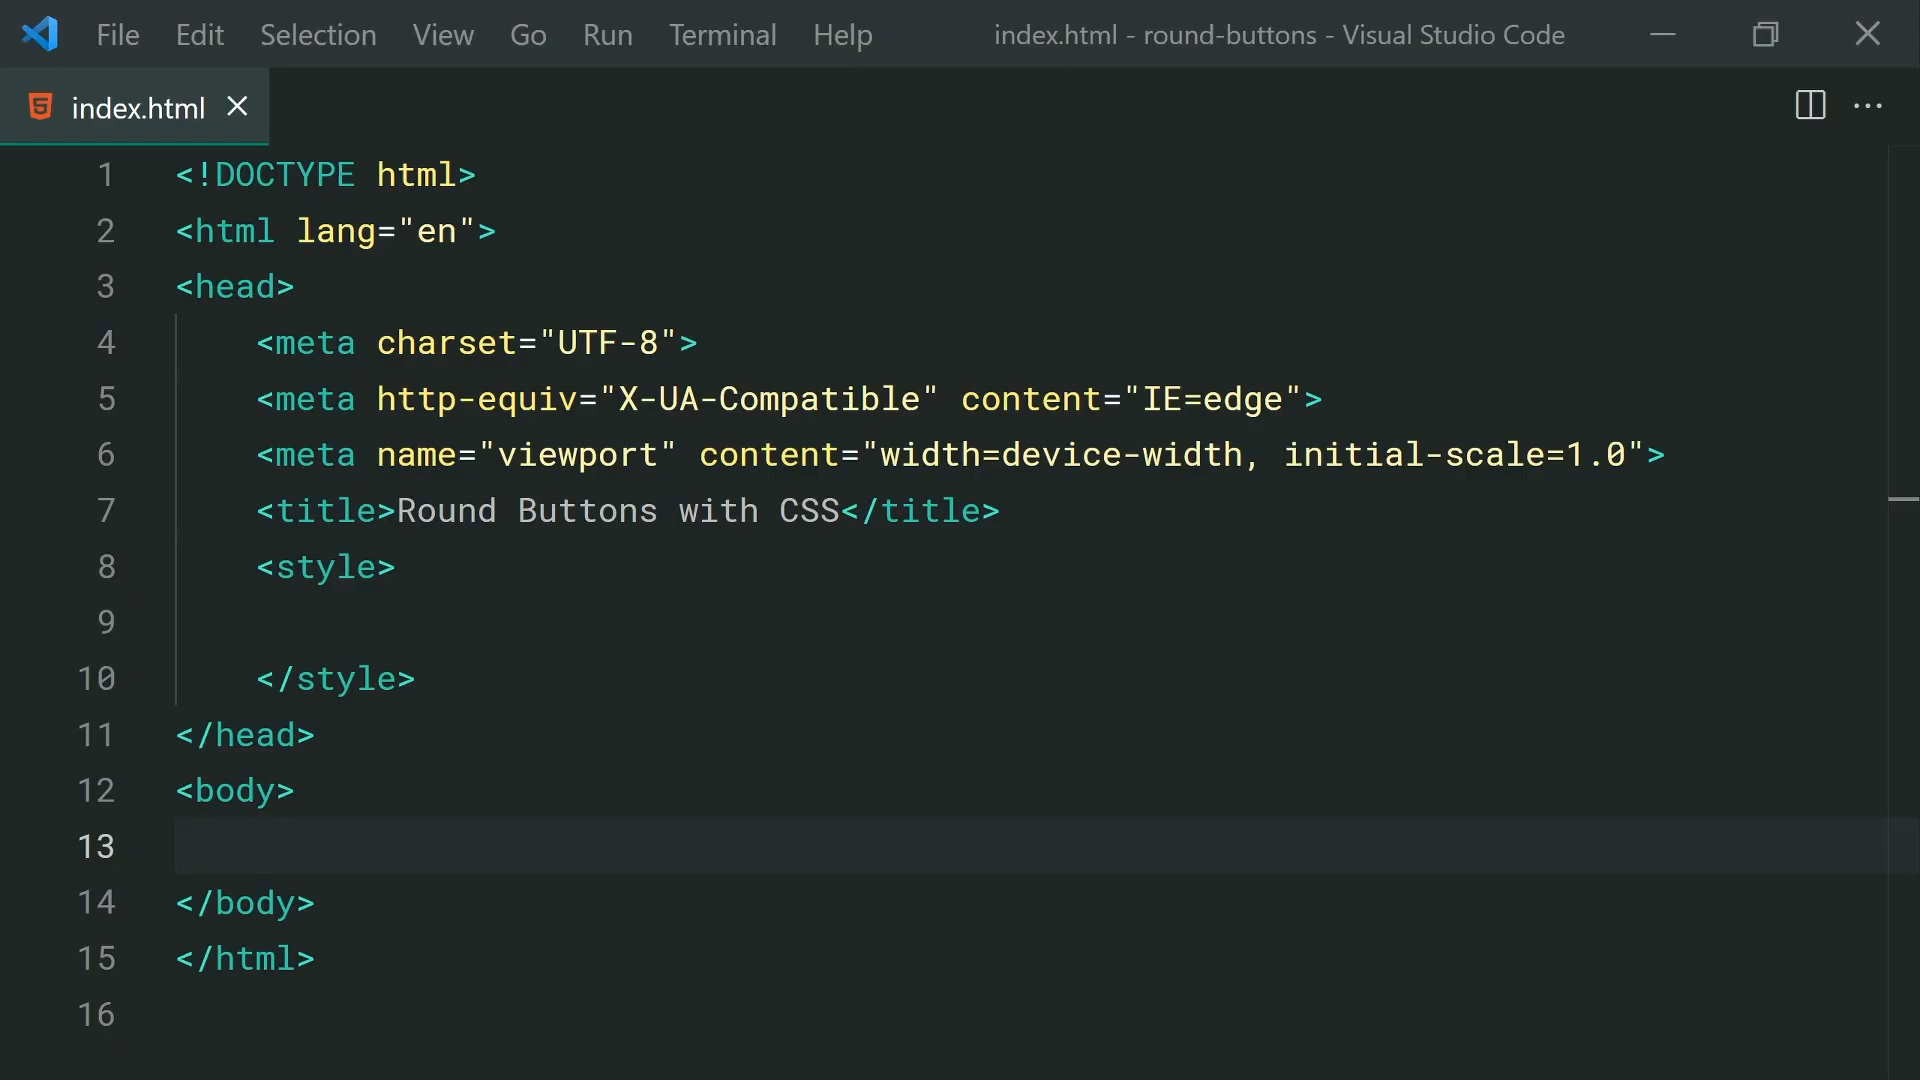 File Edit Selection View Go Run Terminal Help index.html - round-buttons - Visual Studio Code
index.html
1 <!DOCTYPE html>
2 <html lang="en">
3 <head>
4 <meta charset="UTF-8">
5 <meta http-equiv="X-UA-Compatible" content="IE=edge">
6 <meta name="viewport" content="width=device-width, initial-scale=1.0">
7 <title>Round Buttons with CSS</title>
8 <style>
9
10 </style>
11 </head>
12 <body>
13
14 </body>
15 </html>
16